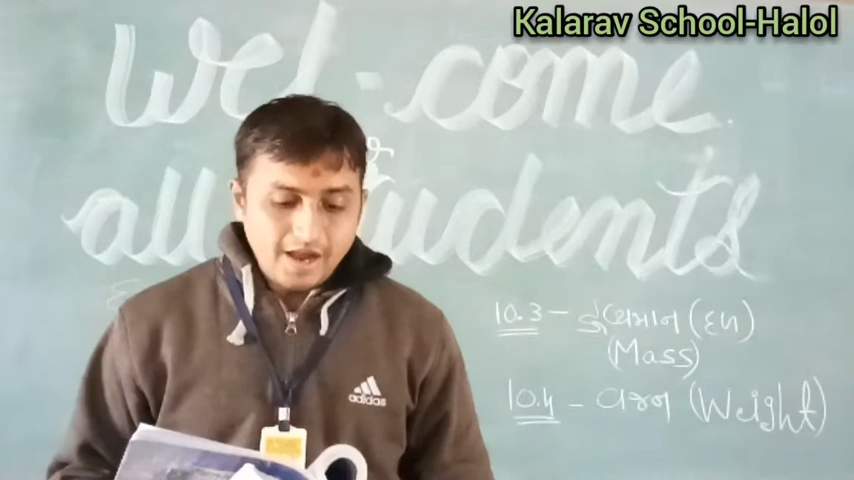 Kalarav School-Halol
Wel-come
all students
10.3 - દ્રવ્યમાન (દળ)
(Mass)
10.4 - વજન (Weight)
adidas